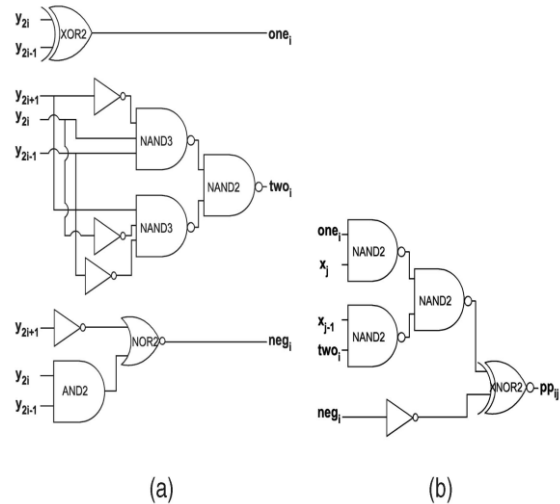 y2i
XOR2
onei
y2i-1
y2i+1
y2i
NAND3
y2i-1
NAND2
twoi
NAND3
y2i+1
NOR2
negi
y2i
AND2
y2i-1
(a)
onei
NAND2
xj
NAND2
xj-1
NAND2
twoi
XNOR2
ppij
negi
(b)